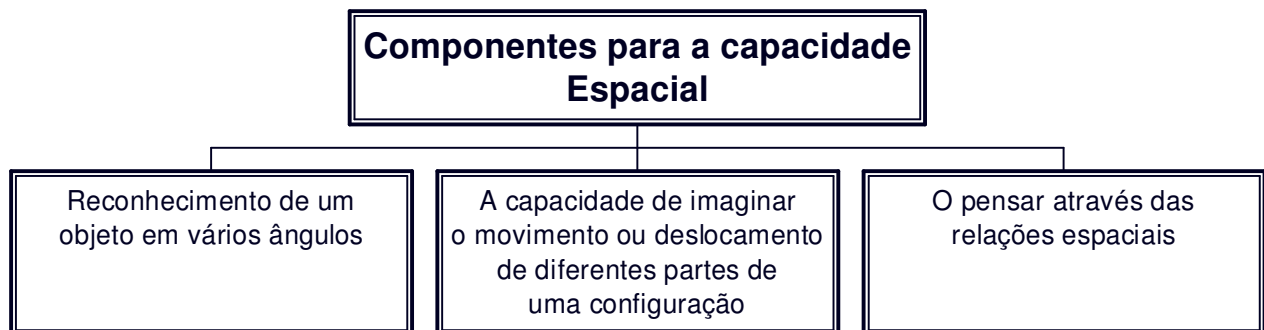 Componentes para a capacidade
Espacial
Reconhecimento de um
objeto em vários ângulos
A capacidade de imaginar
o movimento ou deslocamento
de diferentes partes de
uma configuração
O pensar através das
relações espaciais